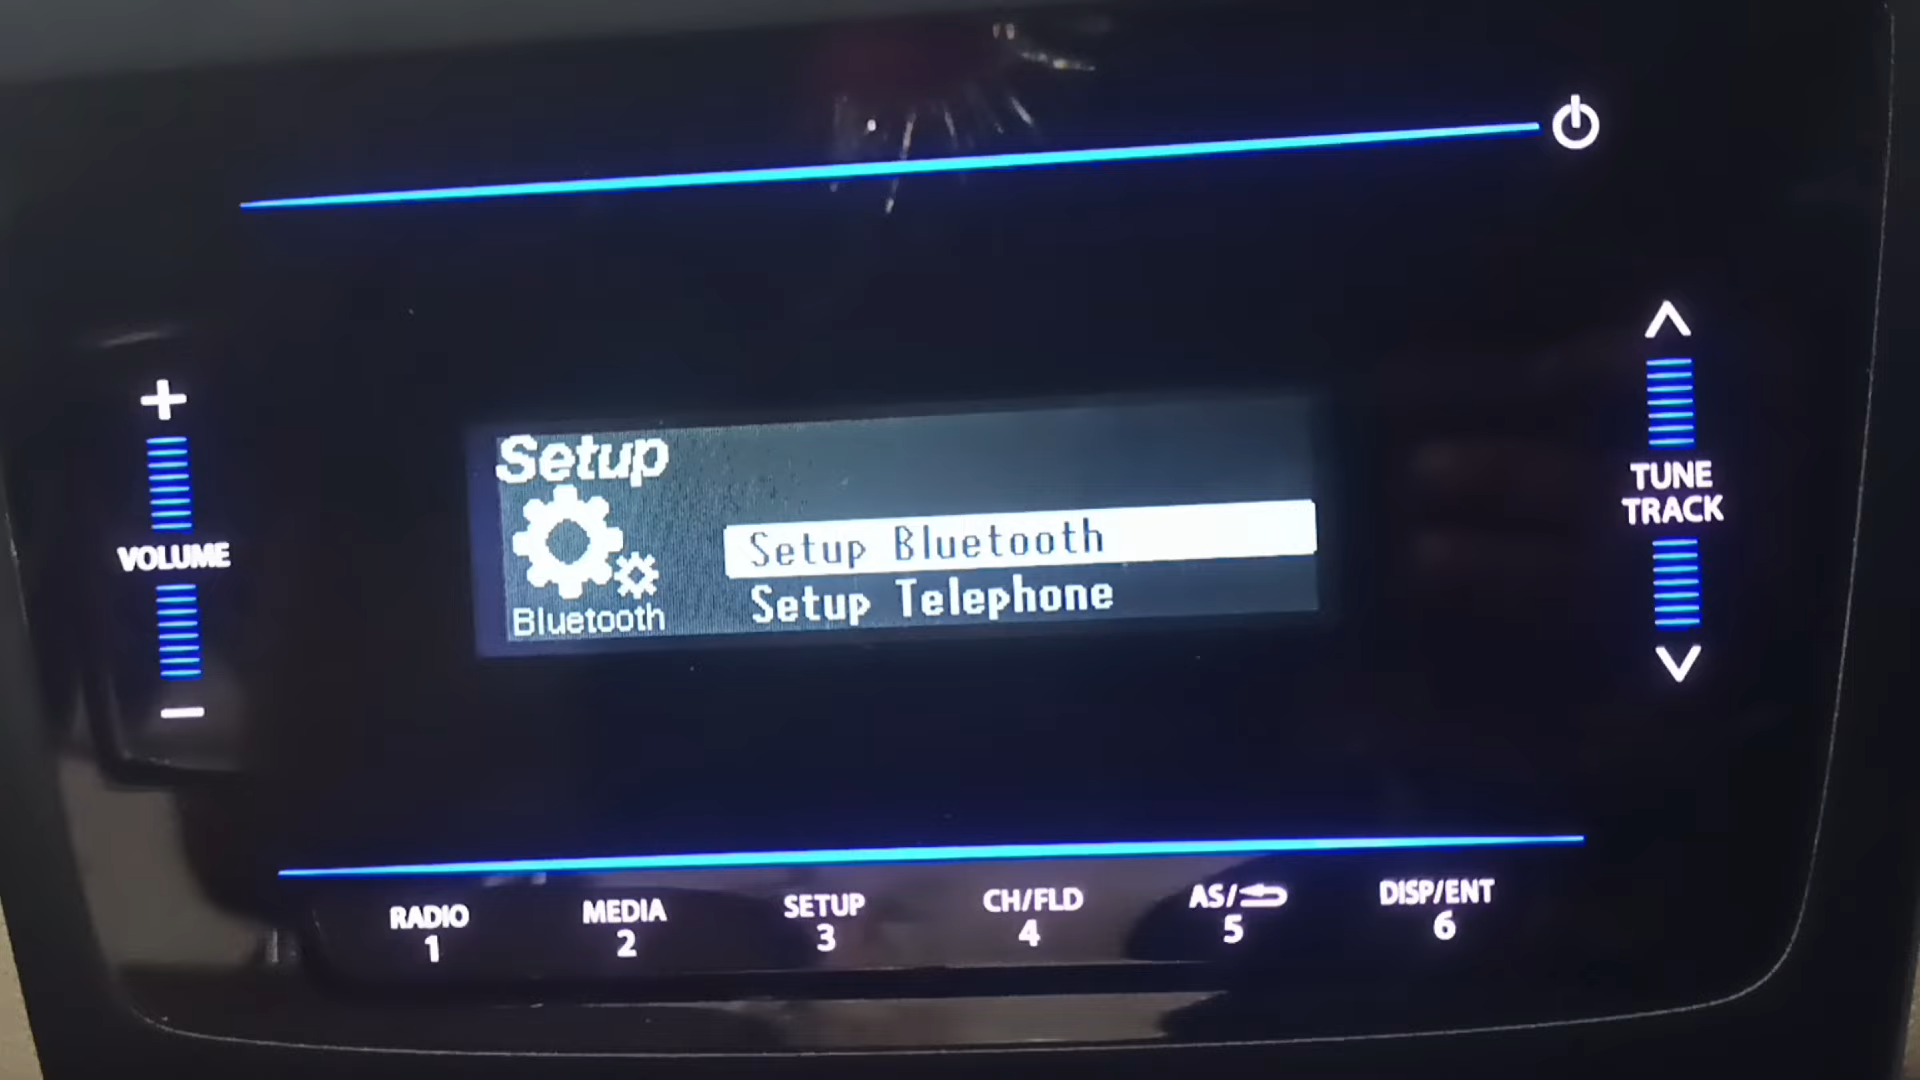 Setup
Setup Bluetooth
Setup Telephone
Bluetooth
+
VOLUME
−
TUNE
TRACK
RADIO
1
MEDIA
2
SETUP
3
CH/FLD
4
AS/
5
DISP/ENT
6